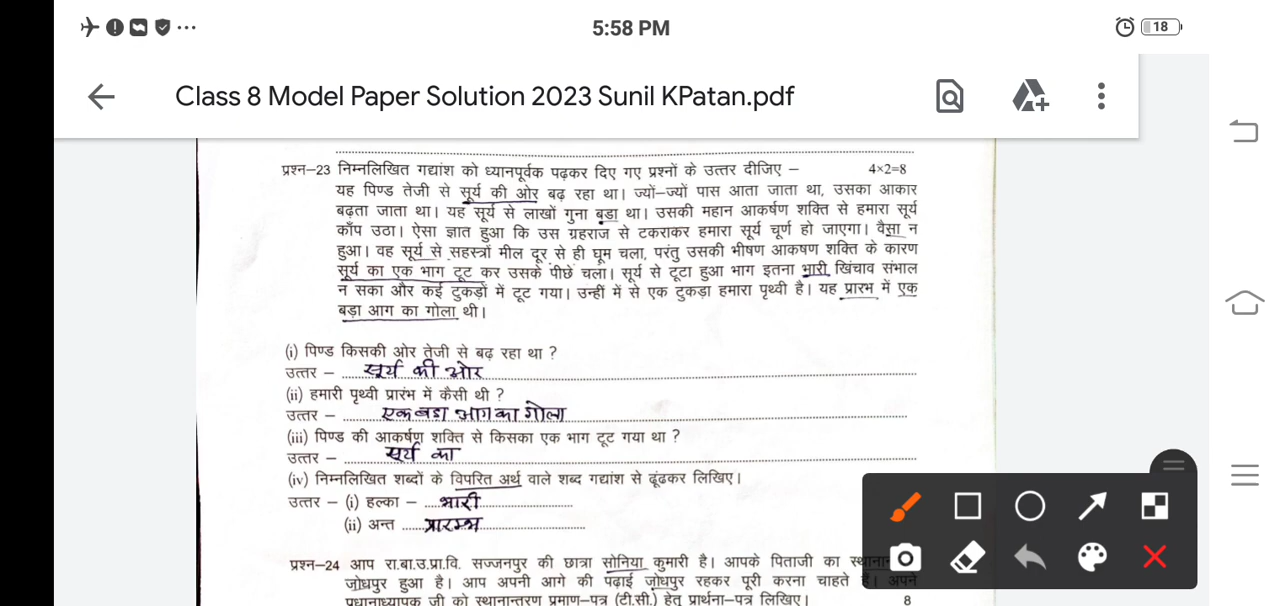 5:58 PM
18
Class 8 Model Paper Solution 2023 Sunil KPatan.pdf
प्रश्न–23 निम्नलिखित गद्यांश को ध्यानपूर्वक पढ़कर दिए गए प्रश्नों के उत्तर दीजिए – 4×2=8
यह पिण्ड तेजी से सूर्य की ओर बढ़ रहा था। ज्यों–ज्यों पास आता जाता था, उसका आकार
बढ़ता जाता था। यह सूर्य से लाखों गुना बड़ा था। उसकी महान आकर्षण शक्ति से हमारा सूर्य
काँप उठा। ऐसा ज्ञात हुआ कि उस ग्रहराज से टकराकर हमारा सूर्य चूर्ण हो जाएगा। वैसा न
हुआ। वह सूर्य से सहस्त्रों मील दूर से ही घूम चला, परंतु उसकी भीषण आकषण शक्ति के कारण
सूर्य का एक भाग टूट कर उसके पीछे चला। सूर्य से टूटा हुआ भाग इतना भारी खिंचाव संभाल
न सका और कई टुकड़ों में टूट गया। उन्हीं में से एक टुकड़ा हमारा पृथ्वी है। यह प्रारभ में एक
बड़ा आग का गोला थी।
(i) पिण्ड किसकी ओर तेजी से बढ़ रहा था ?
उत्तर – सूर्य की ओर
(ii) हमारी पृथ्वी प्रारंभ में कैसी थी ?
उत्तर – एक बडा आग का गोला
(iii) पिण्ड की आकर्षण शक्ति से किसका एक भाग टूट गया था ?
उत्तर – सूर्य का
(iv) निम्नलिखित शब्दों के विपरित अर्थ वाले शब्द गद्यांश से ढूंढकर लिखिए।
उत्तर – (i) हल्का – भारी
(ii) अन्त प्रारम्भ
प्रश्न–24 आप रा.बा.उ.प्रा.वि. सज्जनपुर की छात्रा सोनिया कुमारी है। आपके पिताजी का
जोधपुर हुआ है। आप अपनी आगे की पढ़ाई जोधपुर रहकर पूरी करना चाहते हैं। अपने
प्रधानाध्यापक जी को स्थानान्तरण प्रमाण–पत्र (टी.सी.) हेतु प्रार्थना–पत्र लिखिए। 8